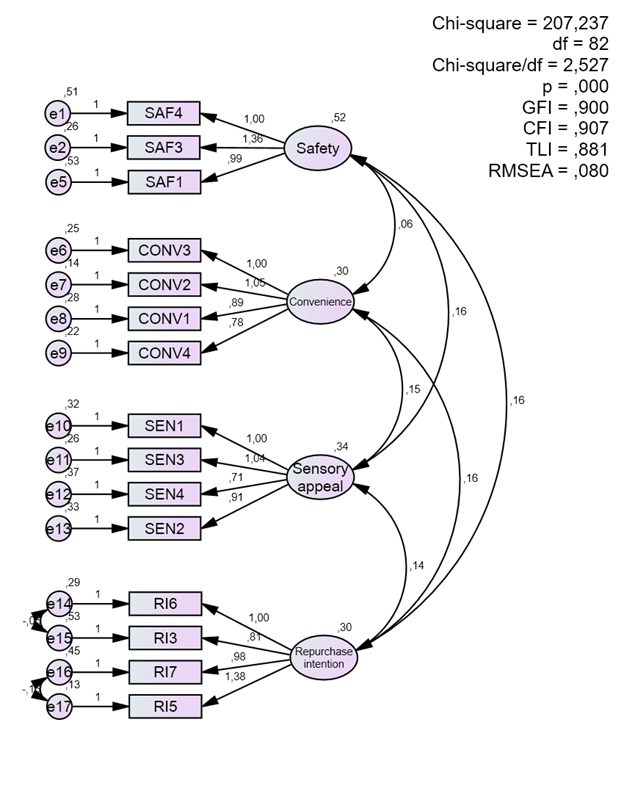 Chi-square = 207,237
df = 82
Chi-square/df = 2,527
p = ,000
GFI = ,900
CFI = ,907
TLI = ,881
RMSEA = ,080
,51
e1 1 SAF4 1,00
,26
e2 1 SAF3 1,36
,53
e5 1 SAF1 ,99
,52
Safety
,06
,25
e6 1 CONV3 1,00
,14
e7 1 CONV2 1,05
,28
e8 1 CONV1 ,89
,22
e9 1 CONV4 ,78
,30
Convenience
,16
,15
,16
,32
e10 1 SEN1 1,00
,26
e11 1 SEN3 1,04
,37
e12 1 SEN4 ,71
,33
e13 1 SEN2 ,91
,34
Sensory
appeal
,16
,14
,29
e14 1 RI6 1,00
,53
e15 1 RI3 ,81
,45
e16 1 RI7 ,98
,13
e17 1 RI5 1,38
,30
Repurchase
intention